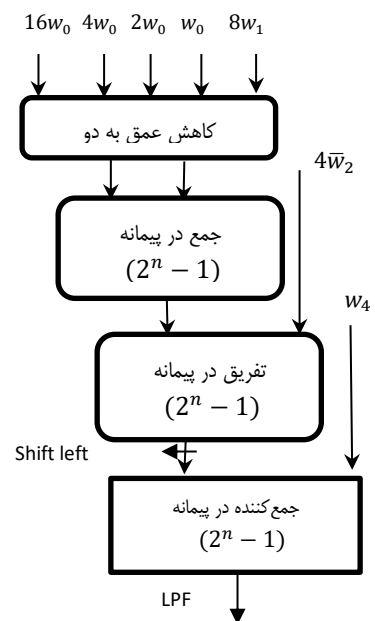 16w₀ 4w₀ 2w₀ w₀ 8w₁
کاهش عمق به دو
4w̅₂
جمع در پیمانه
(2ⁿ − 1)
w₄
تفریق در پیمانه
(2ⁿ − 1)
Shift left
جمع‌کننده در پیمانه
(2ⁿ − 1)
LPF